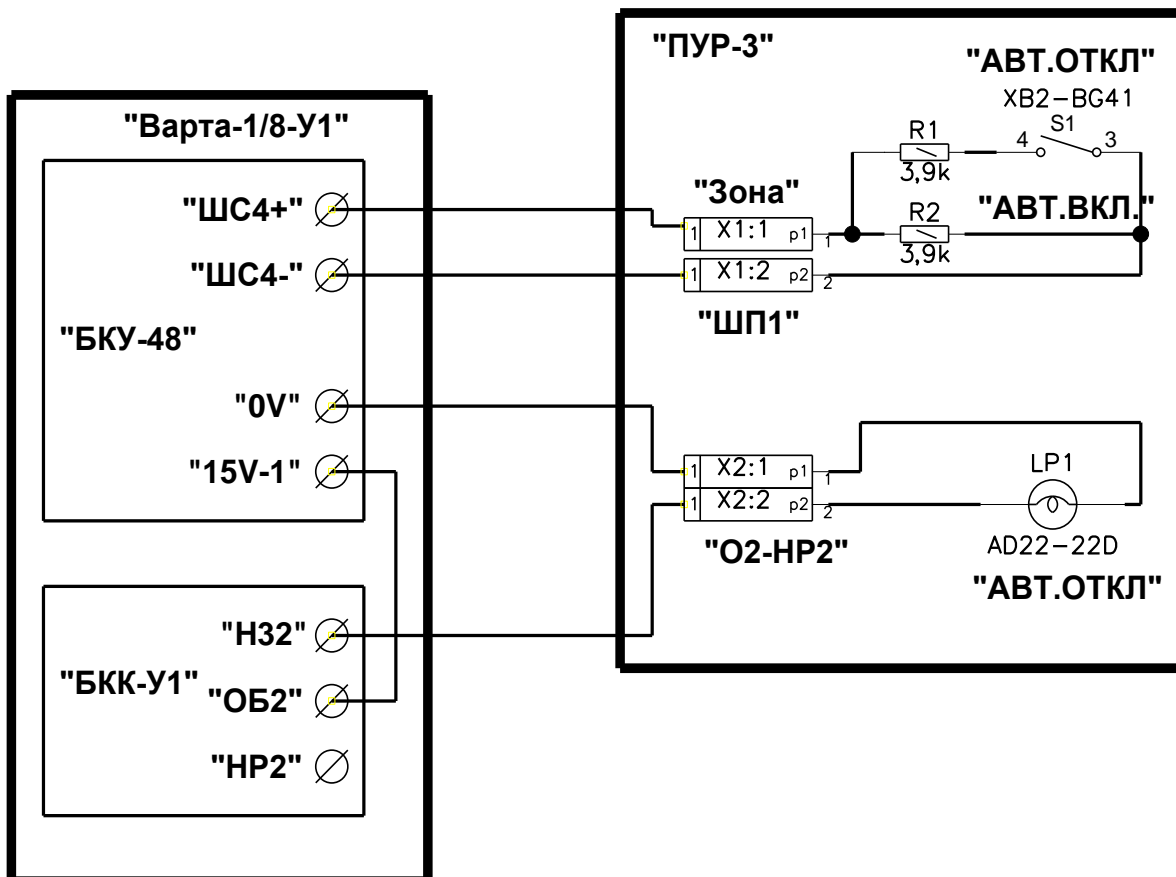 "ПУР-3"
"АВТ.ОТКЛ"
XB2-BG41
S1
4
3
R1
3,9k
"Варта-1/8-У1"
"ШС4+"
"Зона"
"АВТ.ВКЛ."
R2
3,9k
1 X1:1 p1
1
"ШС4-"
1 X1:2 p2
2
"ШП1"
"БКУ-48"
"0V"
"15V-1"
1 X2:1 p1
1
1 X2:2 p2
2
LP1
AD22-22D
"О2-НР2"
"АВТ.ОТКЛ"
"НЗ2"
"БКК-У1"
"ОБ2"
"НР2"